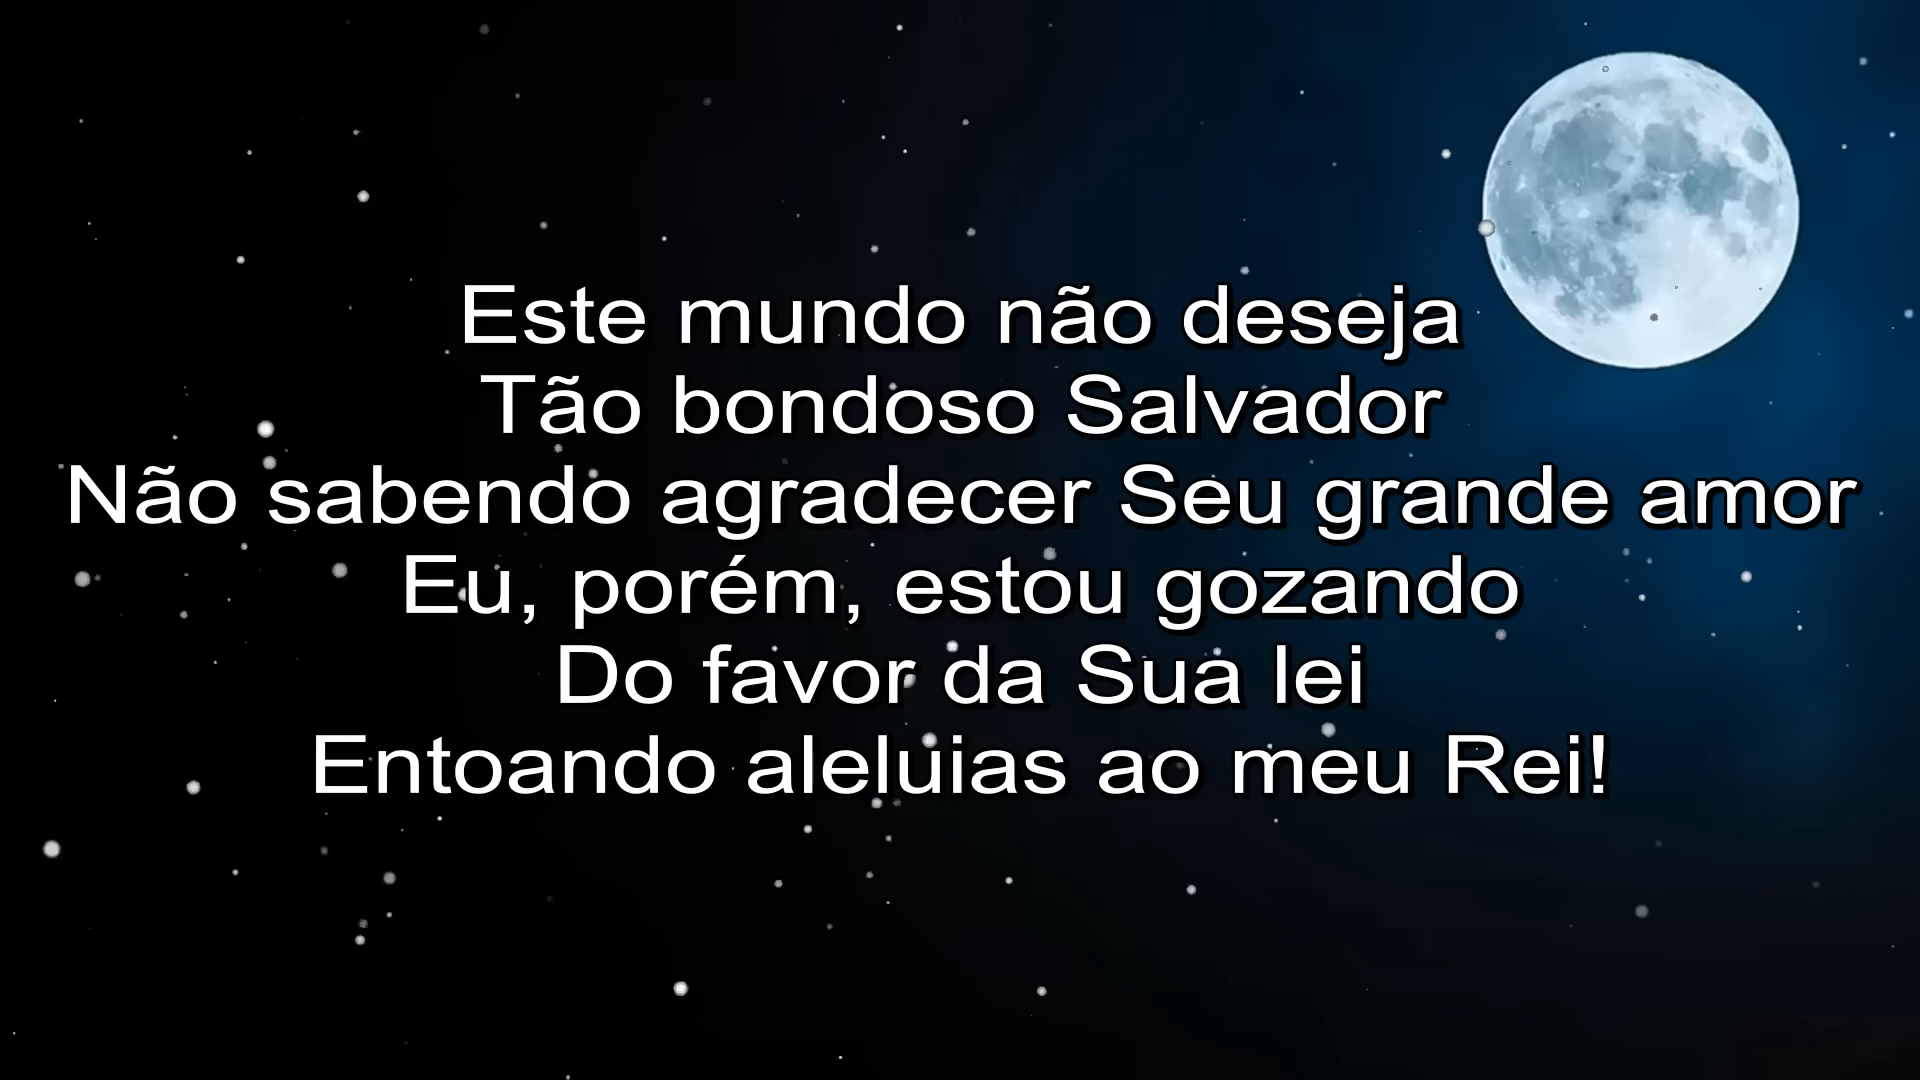 Este mundo não deseja
Tão bondoso Salvador
Não sabendo agradecer Seu grande amor
Eu, porém, estou gozando
Do favor da Sua lei
Entoando aleluias ao meu Rei!